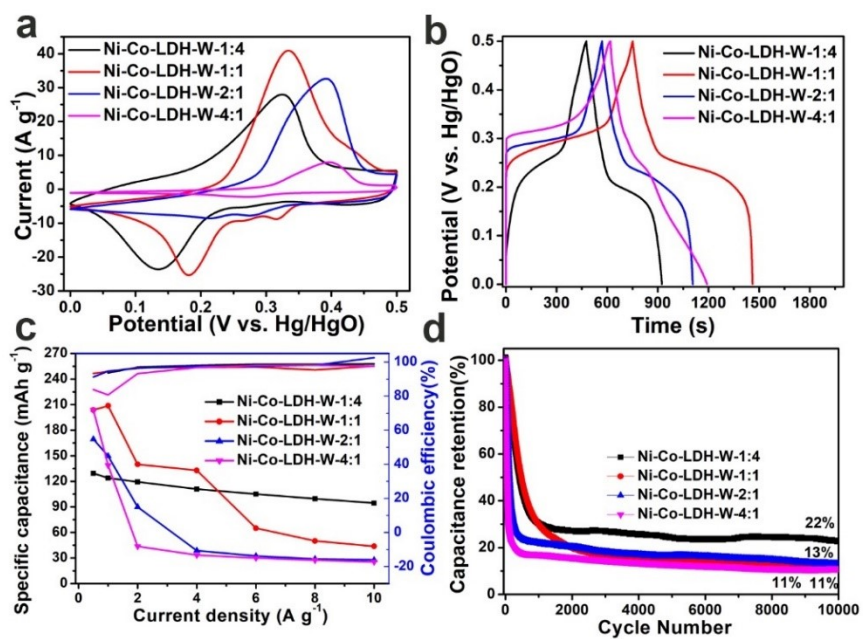 a
Ni-Co-LDH-W-1:4
Ni-Co-LDH-W-1:1
Ni-Co-LDH-W-2:1
Ni-Co-LDH-W-4:1
Current (A g⁻¹)
40
30
20
10
0
-10
-20
-30
0.0 0.1 0.2 0.3 0.4 0.5
Potential (V vs. Hg/HgO)
b
Ni-Co-LDH-W-1:4
Ni-Co-LDH-W-1:1
Ni-Co-LDH-W-2:1
Ni-Co-LDH-W-4:1
Potential (V vs. Hg/HgO)
0.5
0.4
0.3
0.2
0.1
0.0
0 300 600 900 1200 1500 1800
Time (s)
c
Specific capacitance (mAh g⁻¹)
270
240
210
180
150
120
90
60
30
0
Ni-Co-LDH-W-1:4
Ni-Co-LDH-W-1:1
Ni-Co-LDH-W-2:1
Ni-Co-LDH-W-4:1
100
80
60
40
20
0
-20
Coulombic efficiency(%)
0 2 4 6 8 10
Current density (A g⁻¹)
d
Capacitance retention(%)
100
80
60
40
20
0
Ni-Co-LDH-W-1:4
Ni-Co-LDH-W-1:1
Ni-Co-LDH-W-2:1
Ni-Co-LDH-W-4:1
22%
13%
11% 11%
0 2000 4000 6000 8000 10000
Cycle Number